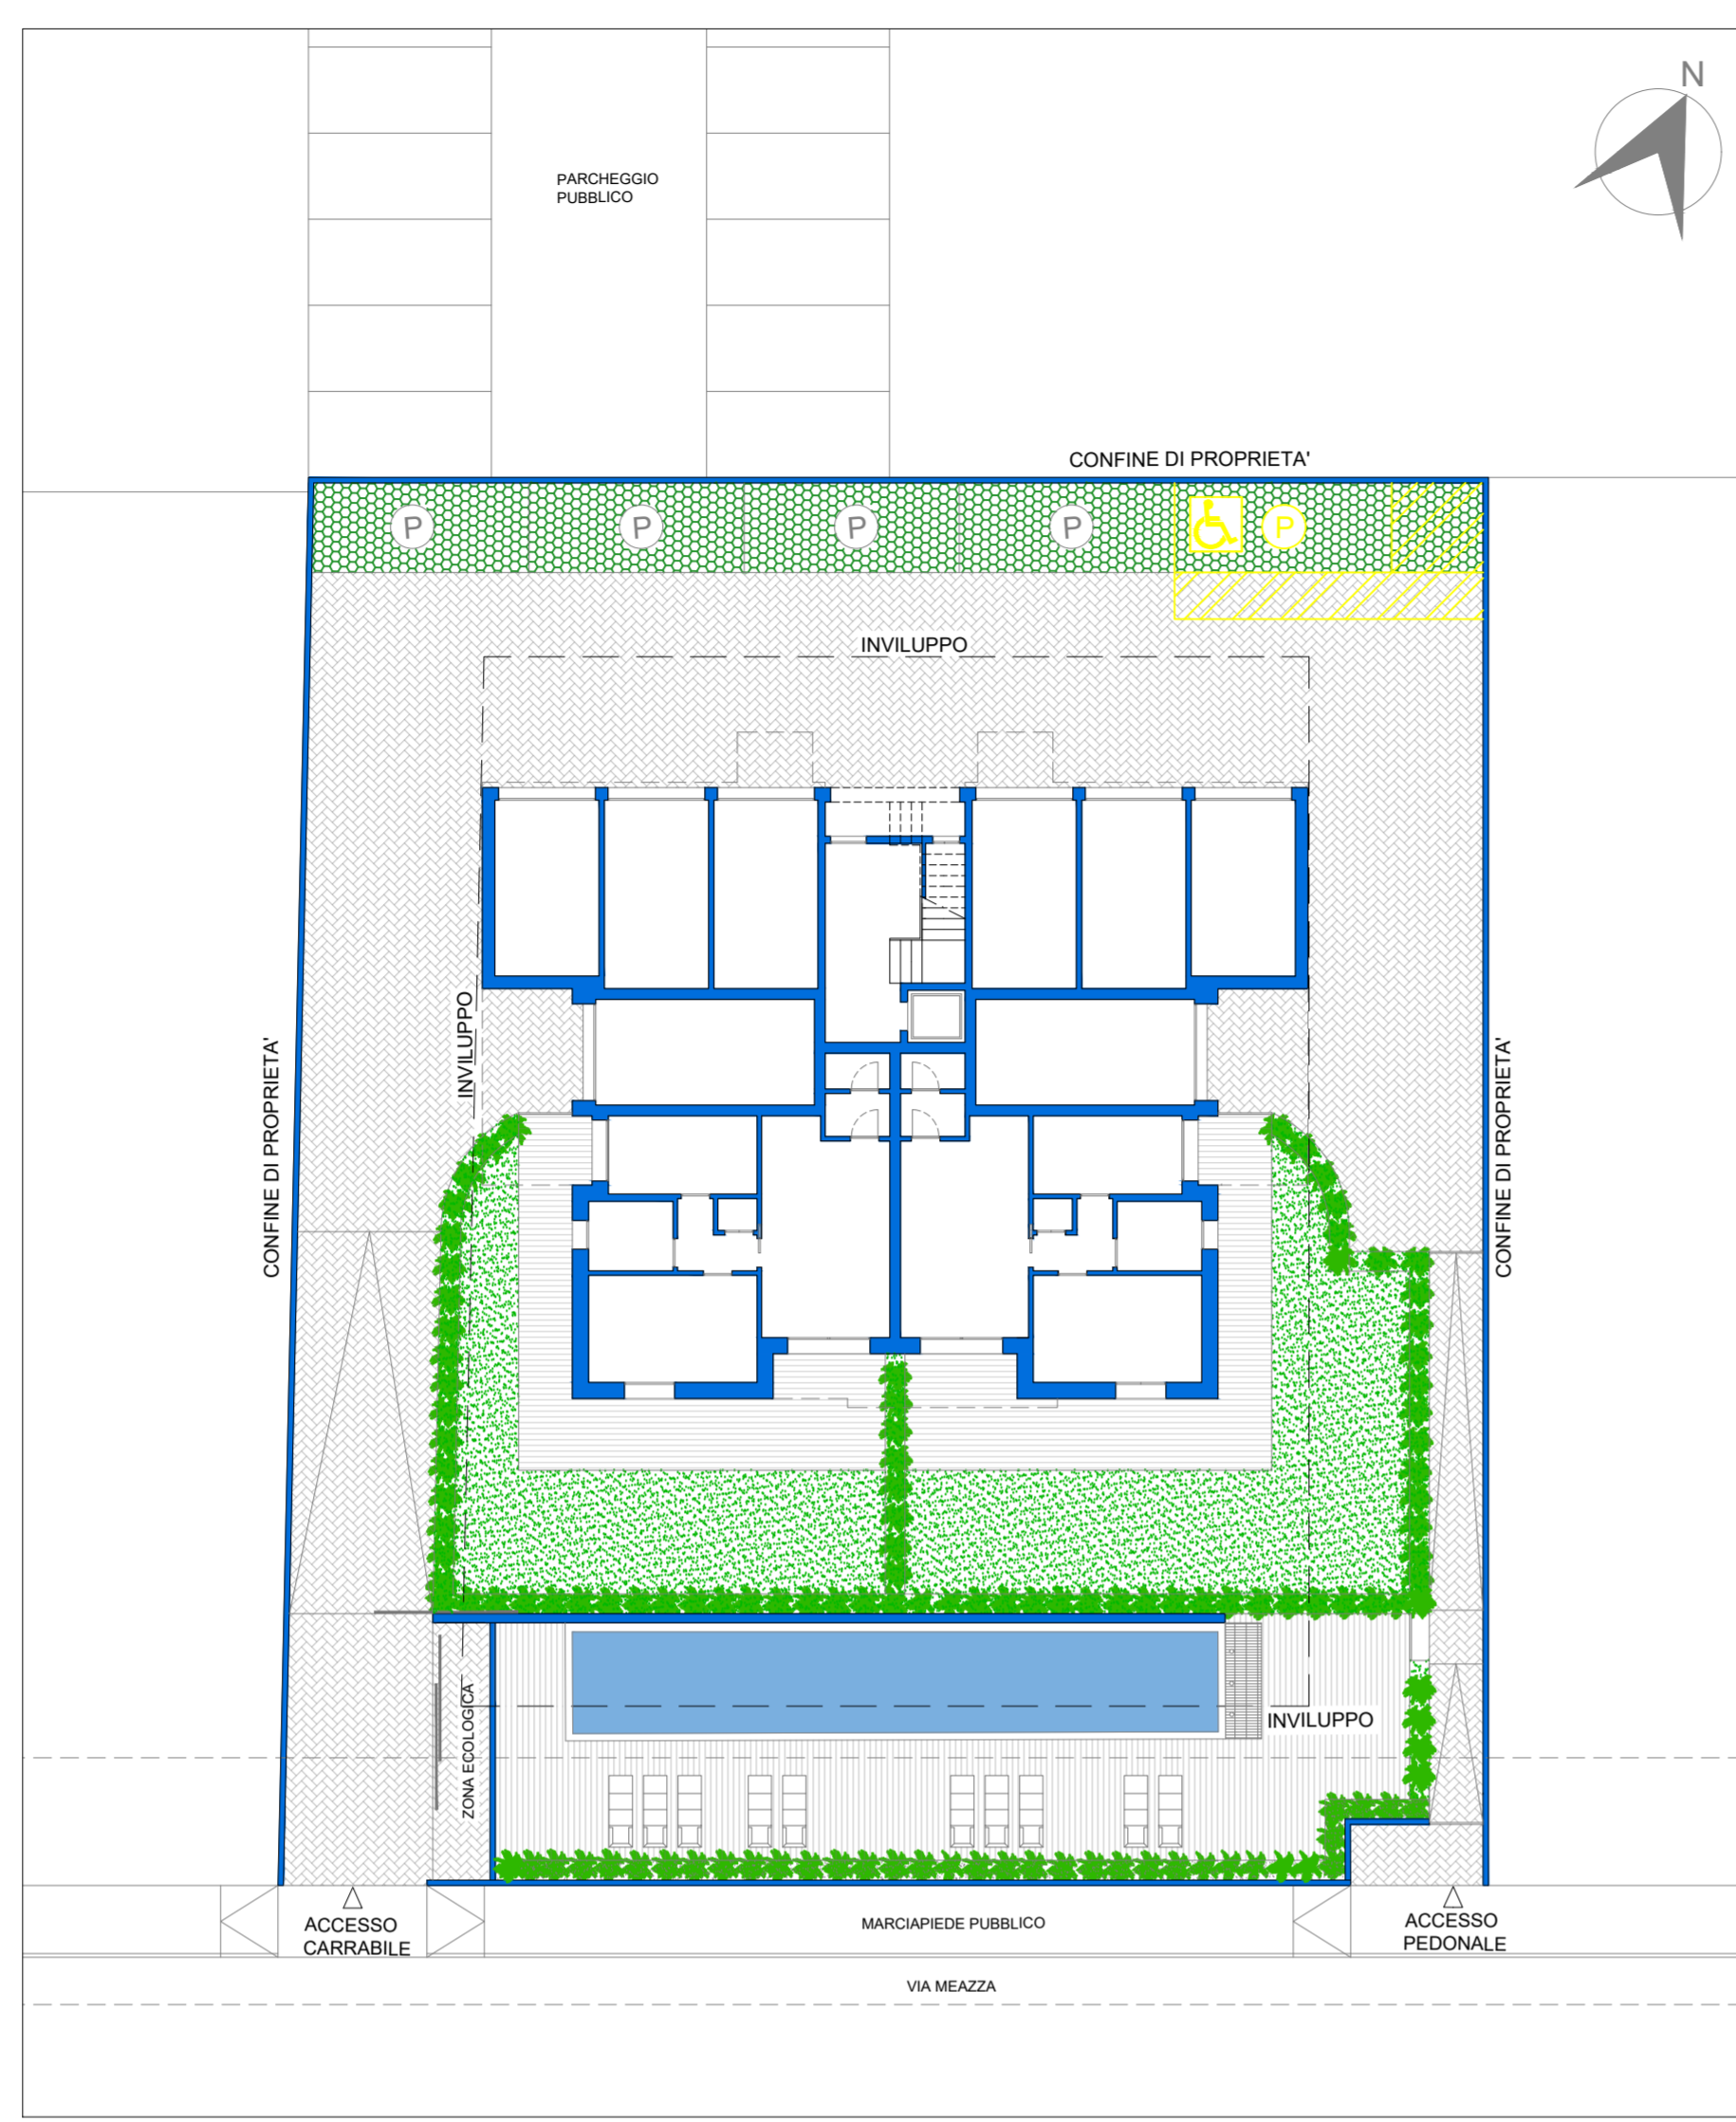 N
PARCHEGGIO
PUBBLICO
CONFINE DI PROPRIETA'
P
P
P
P
P
INVILUPPO
INVILUPPO
CONFINE DI PROPRIETA'
CONFINE DI PROPRIETA'
ZONA ECOLOGICA
INVILUPPO
ACCESSO
CARRABILE
MARCIAPIEDE PUBBLICO
ACCESSO
PEDONALE
VIA MEAZZA